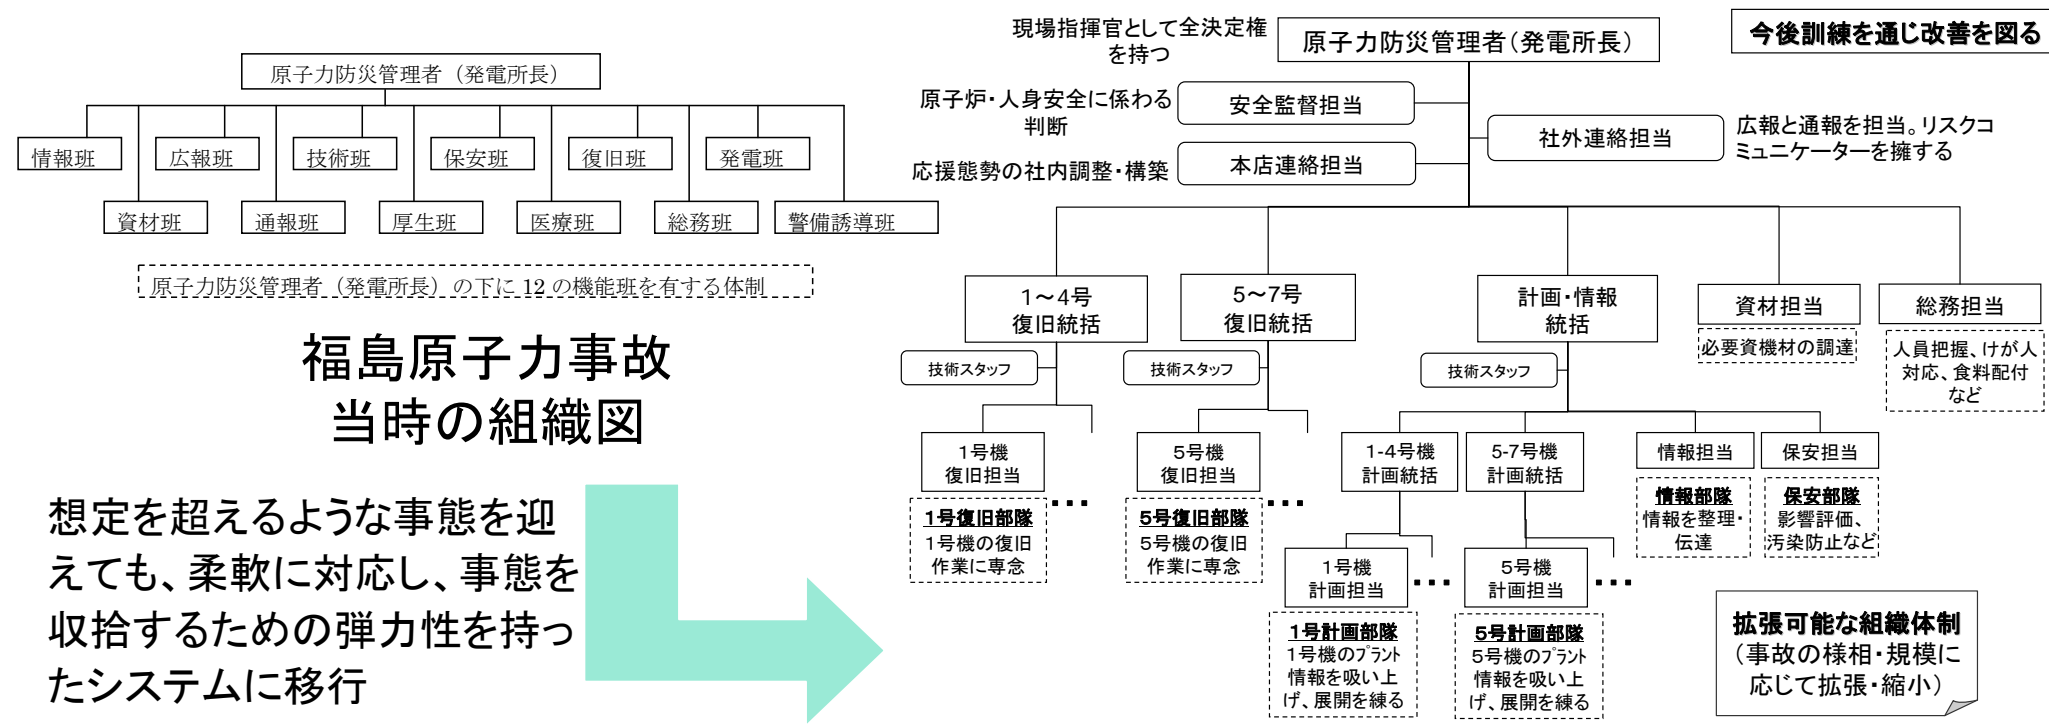 原子力防災管理者（発電所長）
情報班
広報班
技術班
保安班
復旧班
発電班
資材班
通報班
厚生班
医療班
総務班
警備誘導班
原子力防災管理者（発電所長）の下に 12 の機能班を有する体制
福島原子力事故
当時の組織図
想定を超えるような事態を迎
えても、柔軟に対応し、事態を
収拾するための弾力性を持っ
たシステムに移行
今後訓練を通じ改善を図る
現場指揮官として全決定権
を持つ
原子力防災管理者（発電所長）
原子炉・人身安全に係わる
判断
安全監督担当
社外連絡担当
広報と通報を担当。リスクコ
ミュニケーターを擁する
応援態勢の社内調整・構築
本店連絡担当
1～4号
復旧統括
5～7号
復旧統括
計画・情報
統括
資材担当
総務担当
必要資機材の調達
人員把握、けが人
対応、食料配付
など
技術スタッフ
技術スタッフ
技術スタッフ
1号機
復旧担当
5号機
復旧担当
1-4号機
計画統括
5-7号機
計画統括
情報担当
保安担当
1号復旧部隊
1号機の復旧
作業に専念
・・・
5号復旧部隊
5号機の復旧
作業に専念
・・・
情報部隊
情報を整理・
伝達
保安部隊
影響評価、
汚染防止など
1号機
計画担当
・・・
5号機
計画担当
・・・
1号計画部隊
1号機のプラント
情報を吸い上
げ、展開を練る
5号計画部隊
5号機のプラント
情報を吸い上
げ、展開を練る
拡張可能な組織体制
（事故の様相・規模に
応じて拡張・縮小）